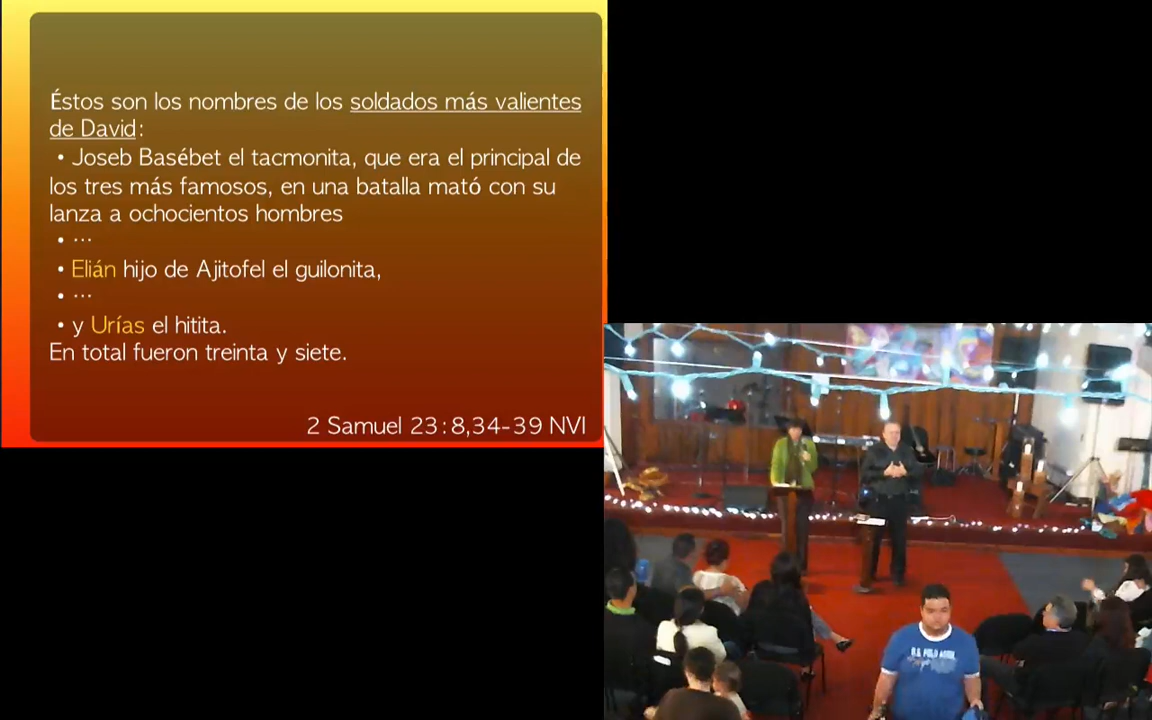 Éstos son los nombres de los soldados más valientes
de David:
• Joseb Basébet el tacmonita, que era el principal de
los tres más famosos, en una batalla mató con su
lanza a ochocientos hombres
• ...
• Elián hijo de Ajitofel el guilonita,
• ...
• y Urías el hitita.
En total fueron treinta y siete.
2 Samuel 23:8,34-39 NVI